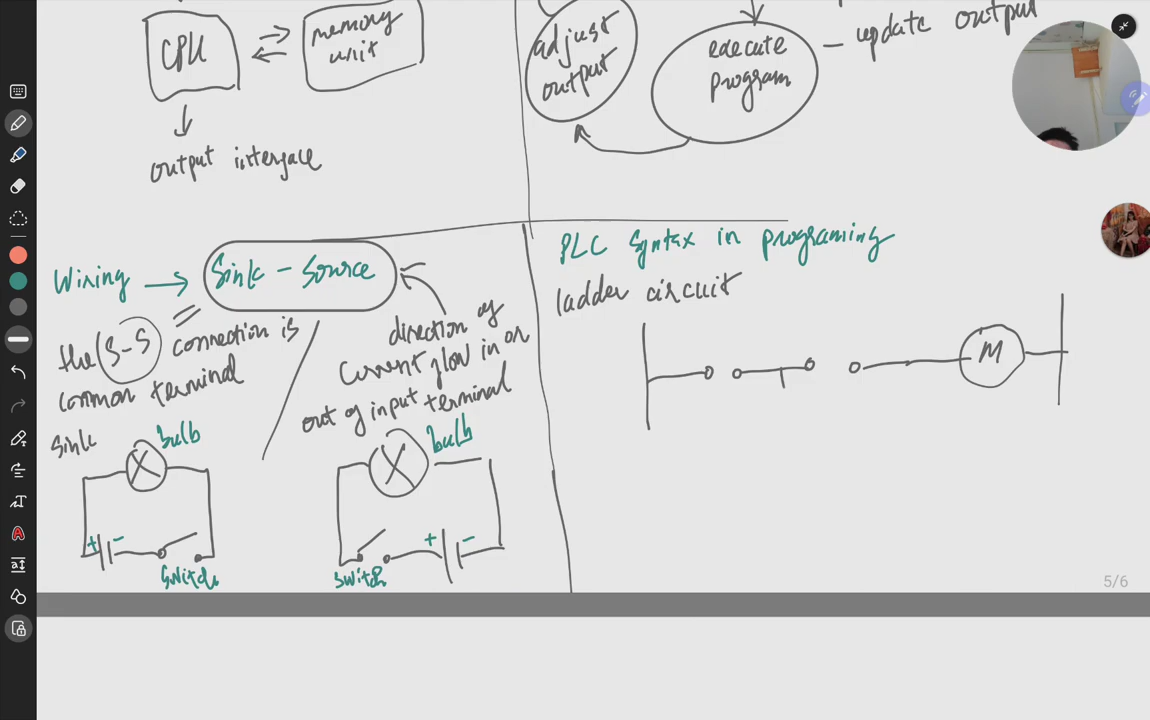 CPU
memory
unit
output interface
adjust
output
execute
program
- update output
Wiring → Sink - Source
the S-S connection is
common terminal
direction of
current flow in or
out of input terminal
Sink
bulb
+ -
Switch
bulb
+ -
Switch
PLC syntax in programing
ladder circuit
M
5/6